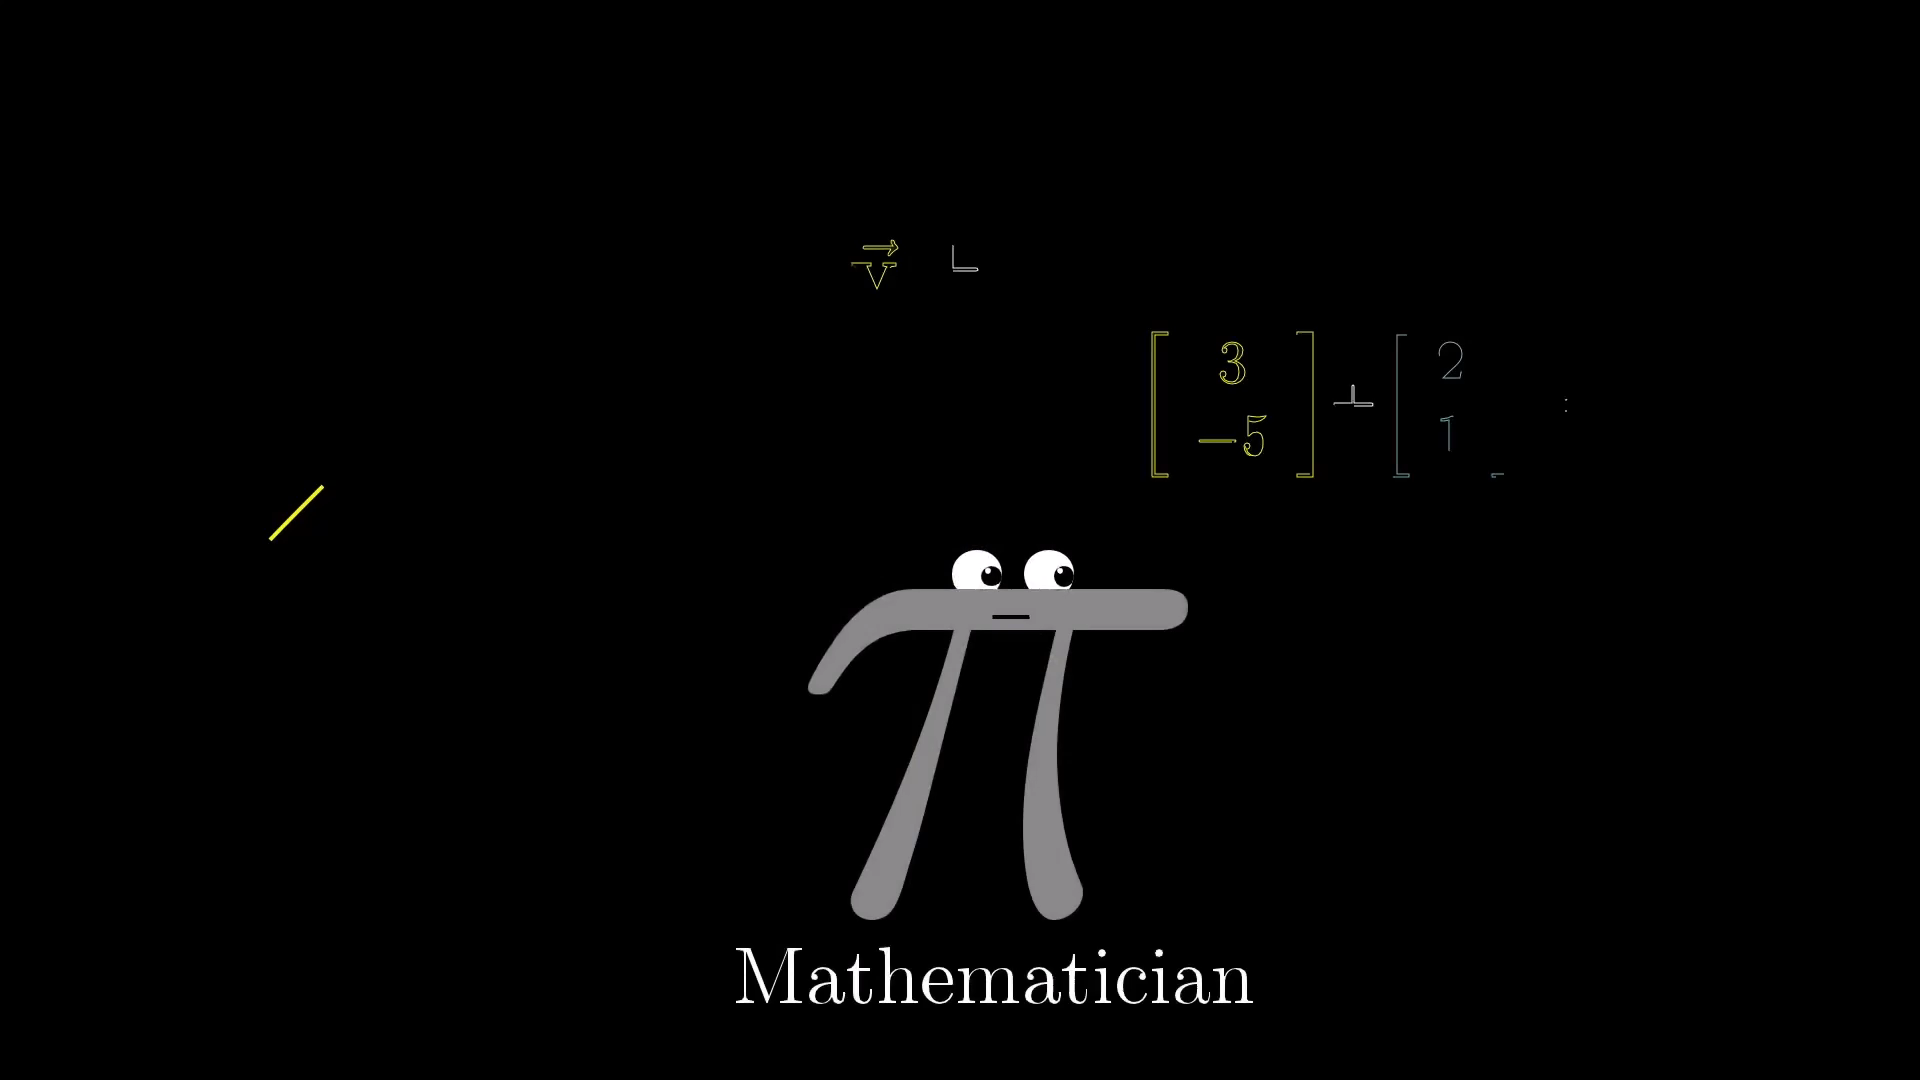 v⃗
[3 −5] + [2 1
Mathematician